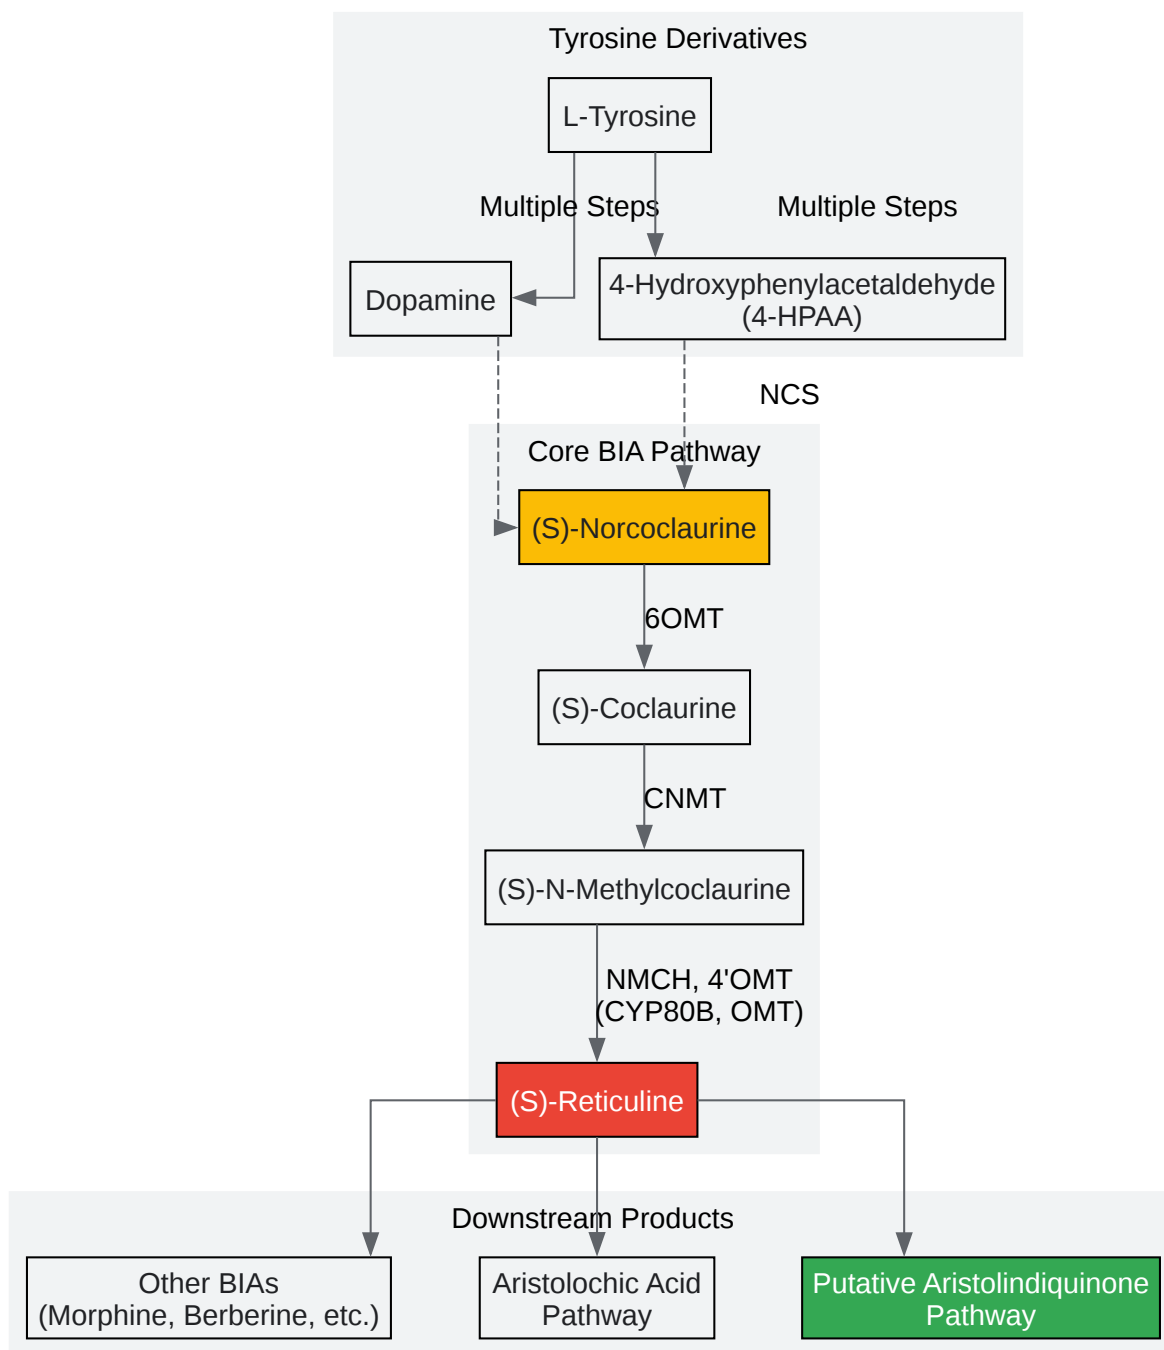 Tyrosine Derivatives
L-Tyrosine
Multiple Steps
Multiple Steps
Dopamine
4-Hydroxyphenylacetaldehyde
(4-HPAA)
NCS
Core BIA Pathway
(S)-Norcoclaurine
6OMT
(S)-Coclaurine
CNMT
(S)-N-Methylcoclaurine
NMCH, 4'OMT
(CYP80B, OMT)
(S)-Reticuline
Downstream Products
Other BIAs
(Morphine, Berberine, etc.)
Aristolochic Acid
Pathway
Putative Aristolindiquinone
Pathway